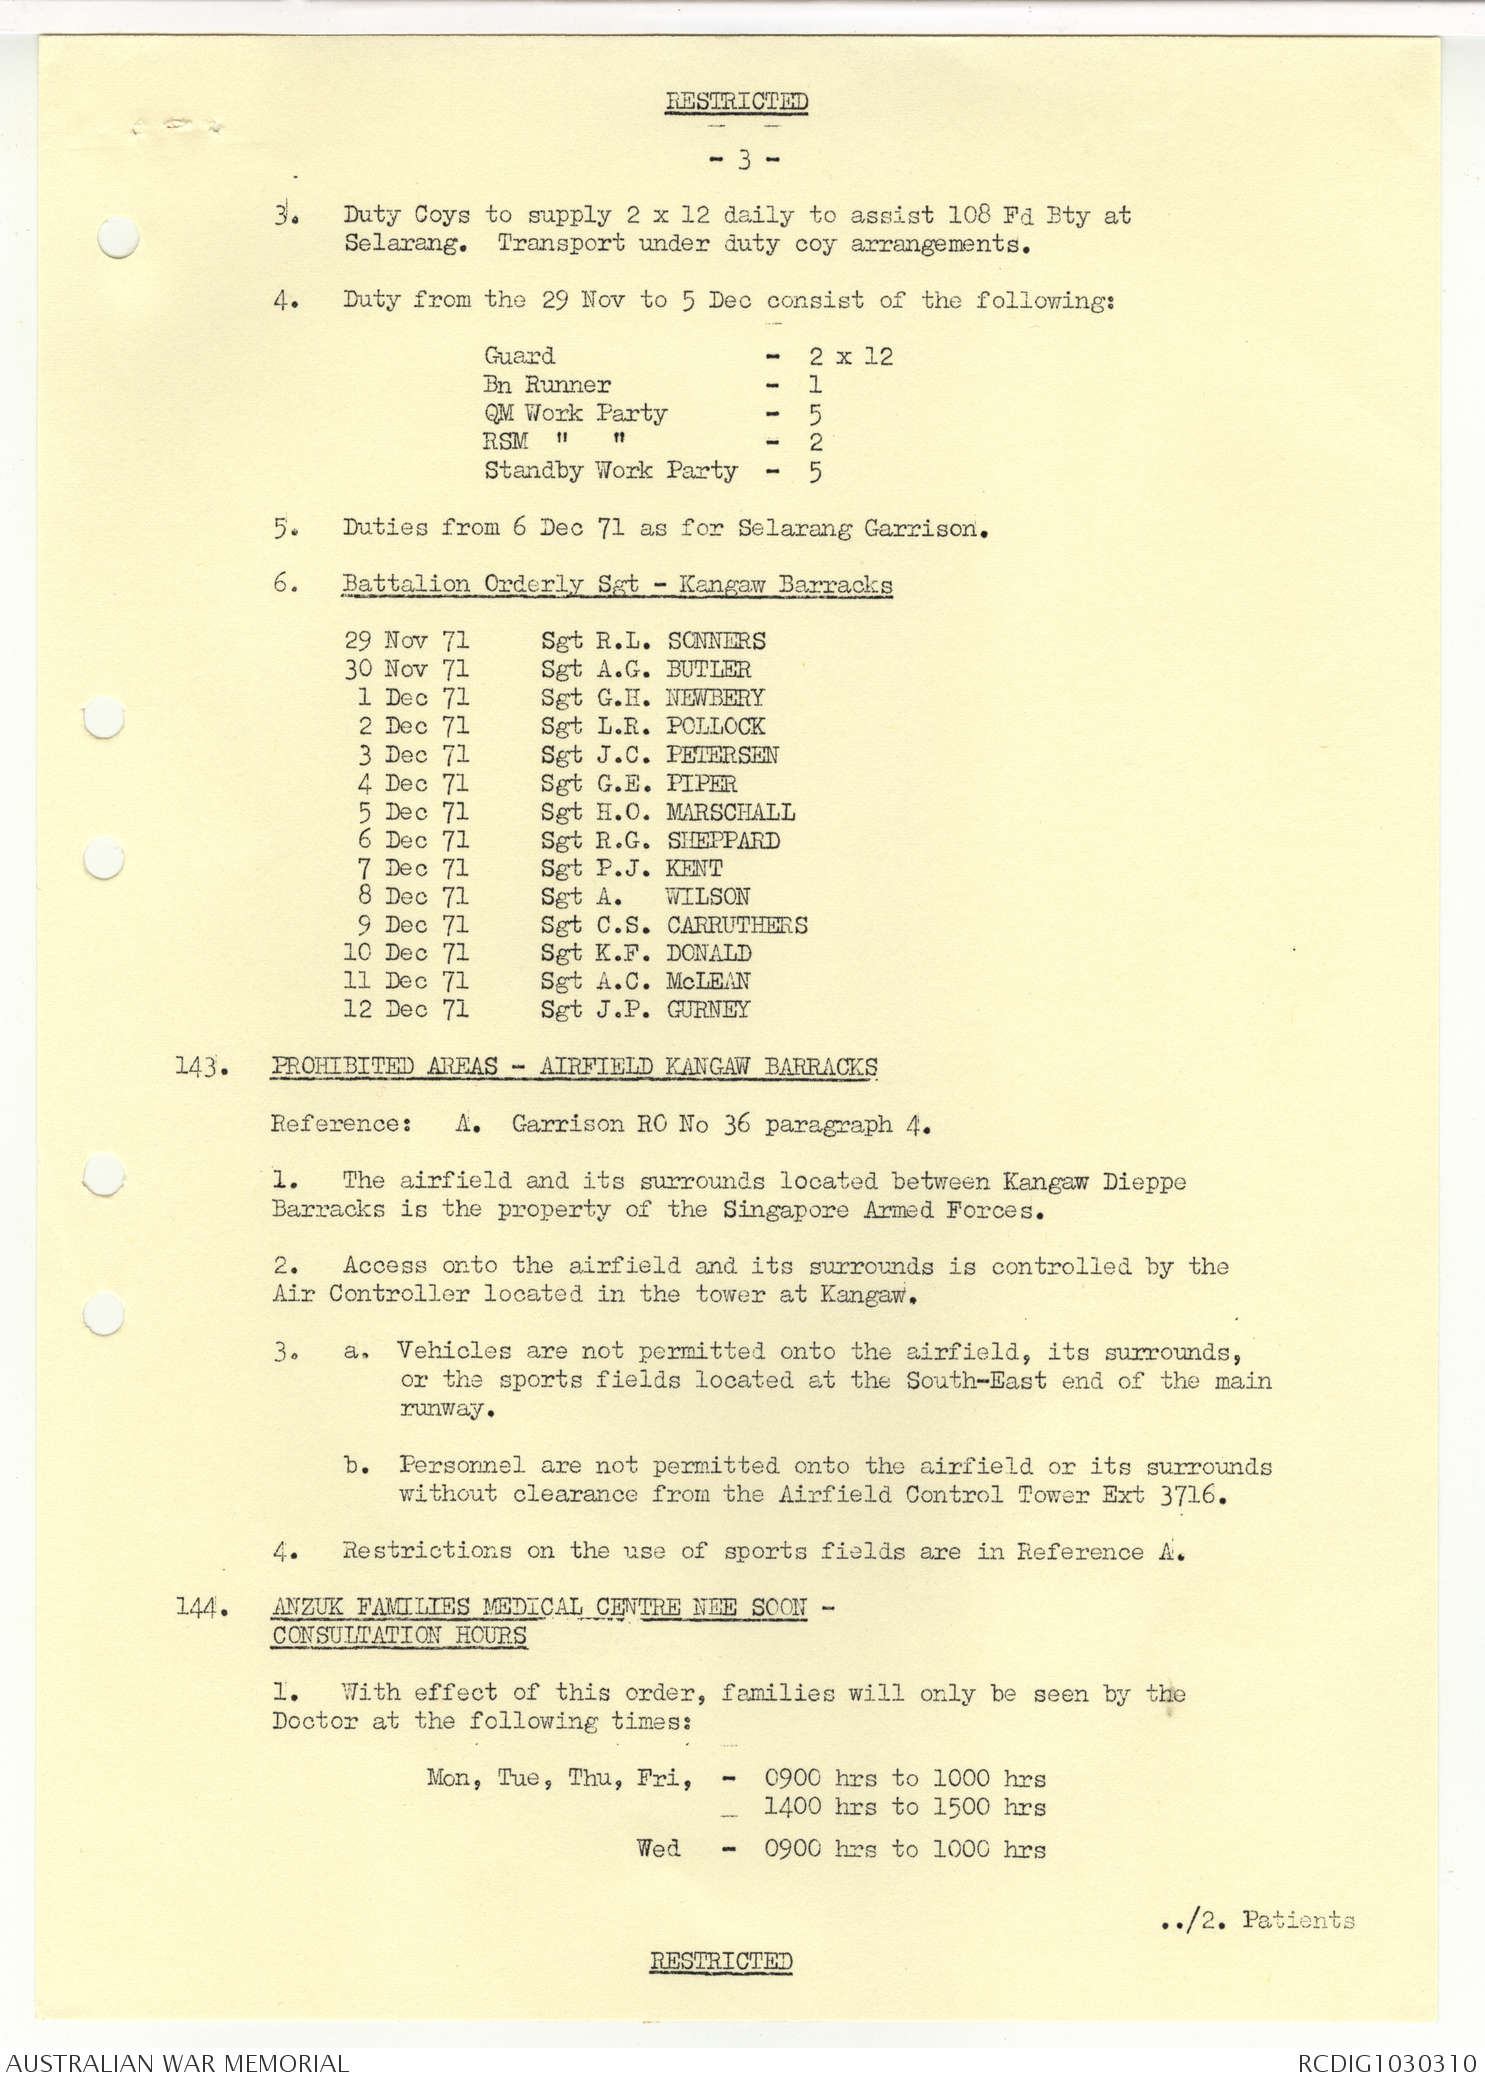 RESTRICTED
- 3 -
3. Duty Coys to supply 2 x 12 daily to assist 108 Fd Bty at
Selarang. Transport under duty coy arrangements.
4. Duty from the 29 Nov to 5 Dec consist of the following:
Guard - 2 x 12
Bn Runner - 1
QM Work Party - 5
RSM " " - 2
Standby Work Party - 5
5. Duties from 6 Dec 71 as for Selarang Garrison.
6. Battalion Orderly Sgt - Kangaw Barracks
29 Nov 71 Sgt R.L. SONNERS
30 Nov 71 Sgt A.G. BUTLER
1 Dec 71 Sgt G.H. NEWBERY
2 Dec 71 Sgt L.R. POLLOCK
3 Dec 71 Sgt J.C. PETERSEN
4 Dec 71 Sgt G.E. PIPER
5 Dec 71 Sgt H.O. MARSCHALL
6 Dec 71 Sgt R.G. SHEPPARD
7 Dec 71 Sgt P.J. KENT
8 Dec 71 Sgt A. WILSON
9 Dec 71 Sgt C.S. CARRUTHERS
10 Dec 71 Sgt K.F. DONALD
11 Dec 71 Sgt A.C. McLEAN
12 Dec 71 Sgt J.P. GURNEY
143. PROHIBITED AREAS - AIRFIELD KANGAW BARRACKS
Reference: A. Garrison RO No 36 paragraph 4.
1. The airfield and its surrounds located between Kangaw Dieppe
Barracks is the property of the Singapore Armed Forces.
2. Access onto the airfield and its surrounds is controlled by the
Air Controller located in the tower at Kangaw.
3. a. Vehicles are not permitted onto the airfield, its surrounds,
or the sports fields located at the South-East end of the main
runway.
b. Personnel are not permitted onto the airfield or its surrounds
without clearance from the Airfield Control Tower Ext 3716.
4. Restrictions on the use of sports fields are in Reference A.
144. ANZUK FAMILIES MEDICAL CENTRE NEE SOON -
CONSULTATION HOURS
1. With effect of this order, families will only be seen by the
Doctor at the following times:
Mon, Tue, Thu, Fri, - 0900 hrs to 1000 hrs
_ 1400 hrs to 1500 hrs
Wed - 0900 hrs to 1000 hrs
../2. Patients
RESTRICTED
AUSTRALIAN WAR MEMORIAL
RCDIG1030310